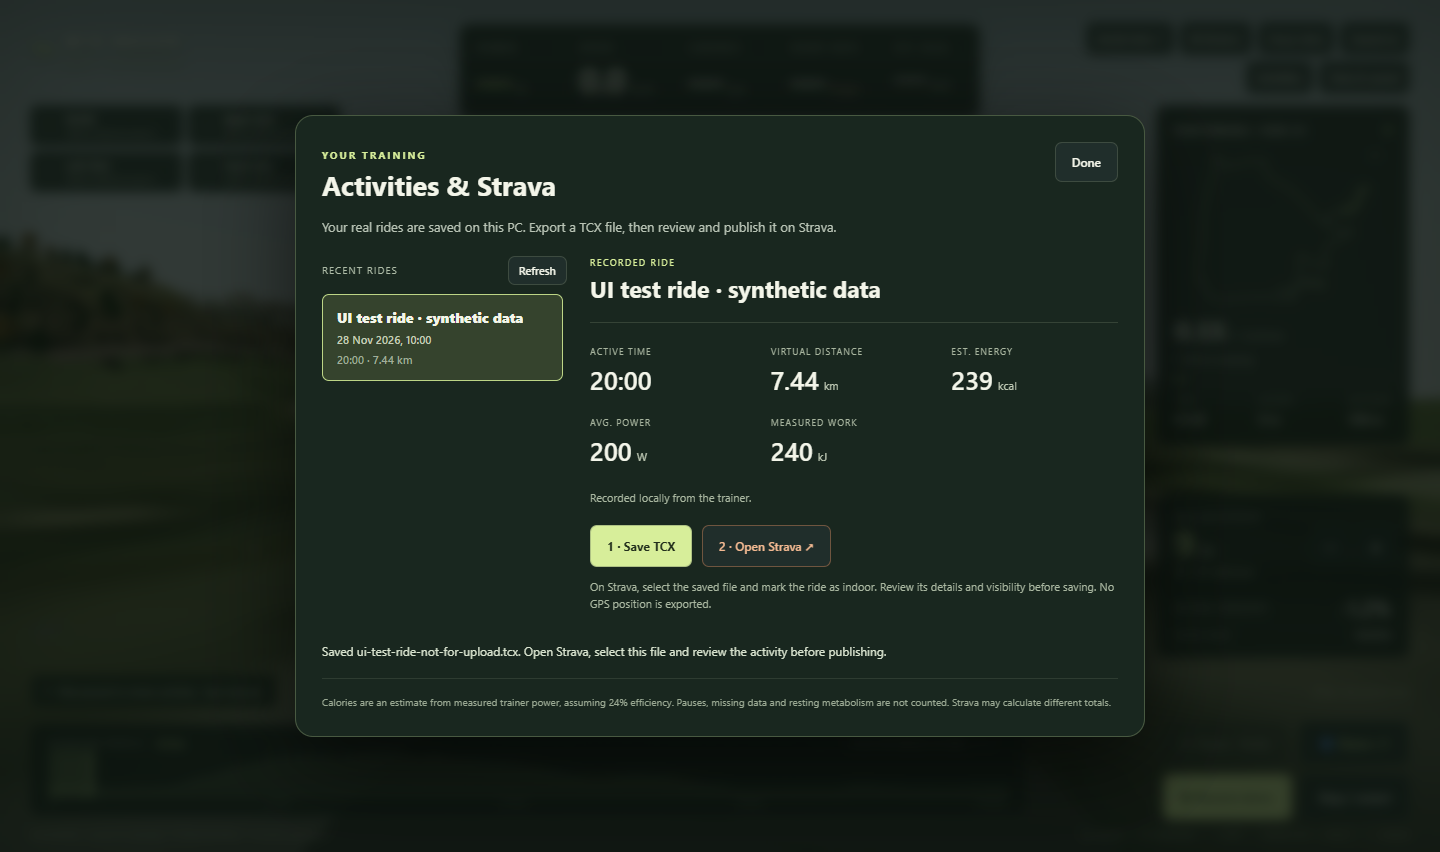 YOUR TRAINING
Activities & Strava
Done
Your real rides are saved on this PC. Export a TCX file, then review and publish it on Strava.
RECENT RIDES
Refresh
UI test ride · synthetic data
28 Nov 2026, 10:00
20:00 · 7.44 km
RECORDED RIDE
UI test ride · synthetic data
ACTIVE TIME
20:00
VIRTUAL DISTANCE
7.44 km
EST. ENERGY
239 kcal
AVG. POWER
200 W
MEASURED WORK
240 kJ
Recorded locally from the trainer.
1 · Save TCX
2 · Open Strava ↗
On Strava, select the saved file and mark the ride as indoor. Review its details and visibility before saving. No
GPS position is exported.
Saved ui-test-ride-not-for-upload.tcx. Open Strava, select this file and review the activity before publishing.
Calories are an estimate from measured trainer power, assuming 24% efficiency. Pauses, missing data and resting metabolism are not counted. Strava may calculate different totals.